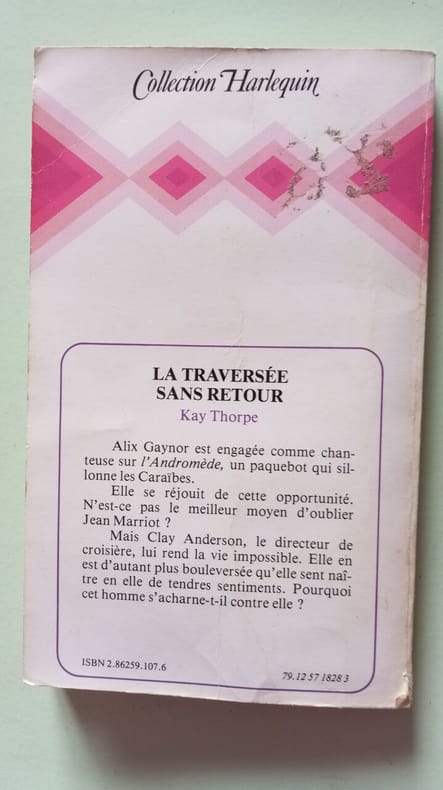 Collection Harlequin
LA TRAVERSÉE
SANS RETOUR
Kay Thorpe
Alix Gaynor est engagée comme chan-
teuse sur l'Andromède, un paquebot qui sil-
lonne les Caraïbes.
Elle se réjouit de cette opportunité.
N'est-ce pas le meilleur moyen d'oublier
Jean Marriot ?
Mais Clay Anderson, le directeur de
croisière, lui rend la vie impossible. Elle en
est d'autant plus bouleversée qu'elle sent naî-
tre en elle de tendres sentiments. Pourquoi
cet homme s'acharne-t-il contre elle ?
ISBN 2.86259.107.6
79.12 57 1828 3